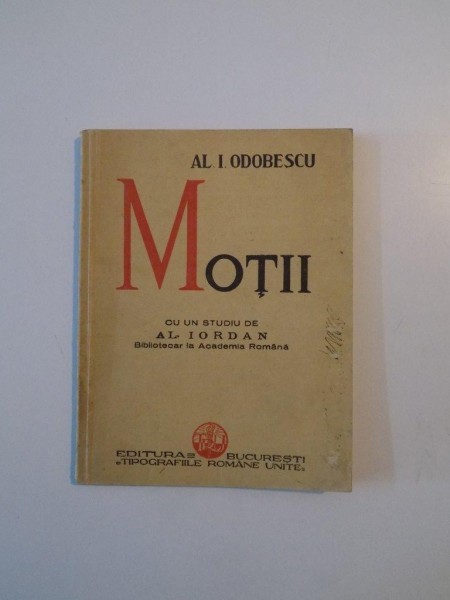 AL. I. ODOBESCU
MOȚII
CU UN STUDIU DE
AL. IORDAN
Bibliotecar la Academia Română
EDITURA BUCUREȘTI
„TIPOGRAFIILE ROMÂNE UNITE„